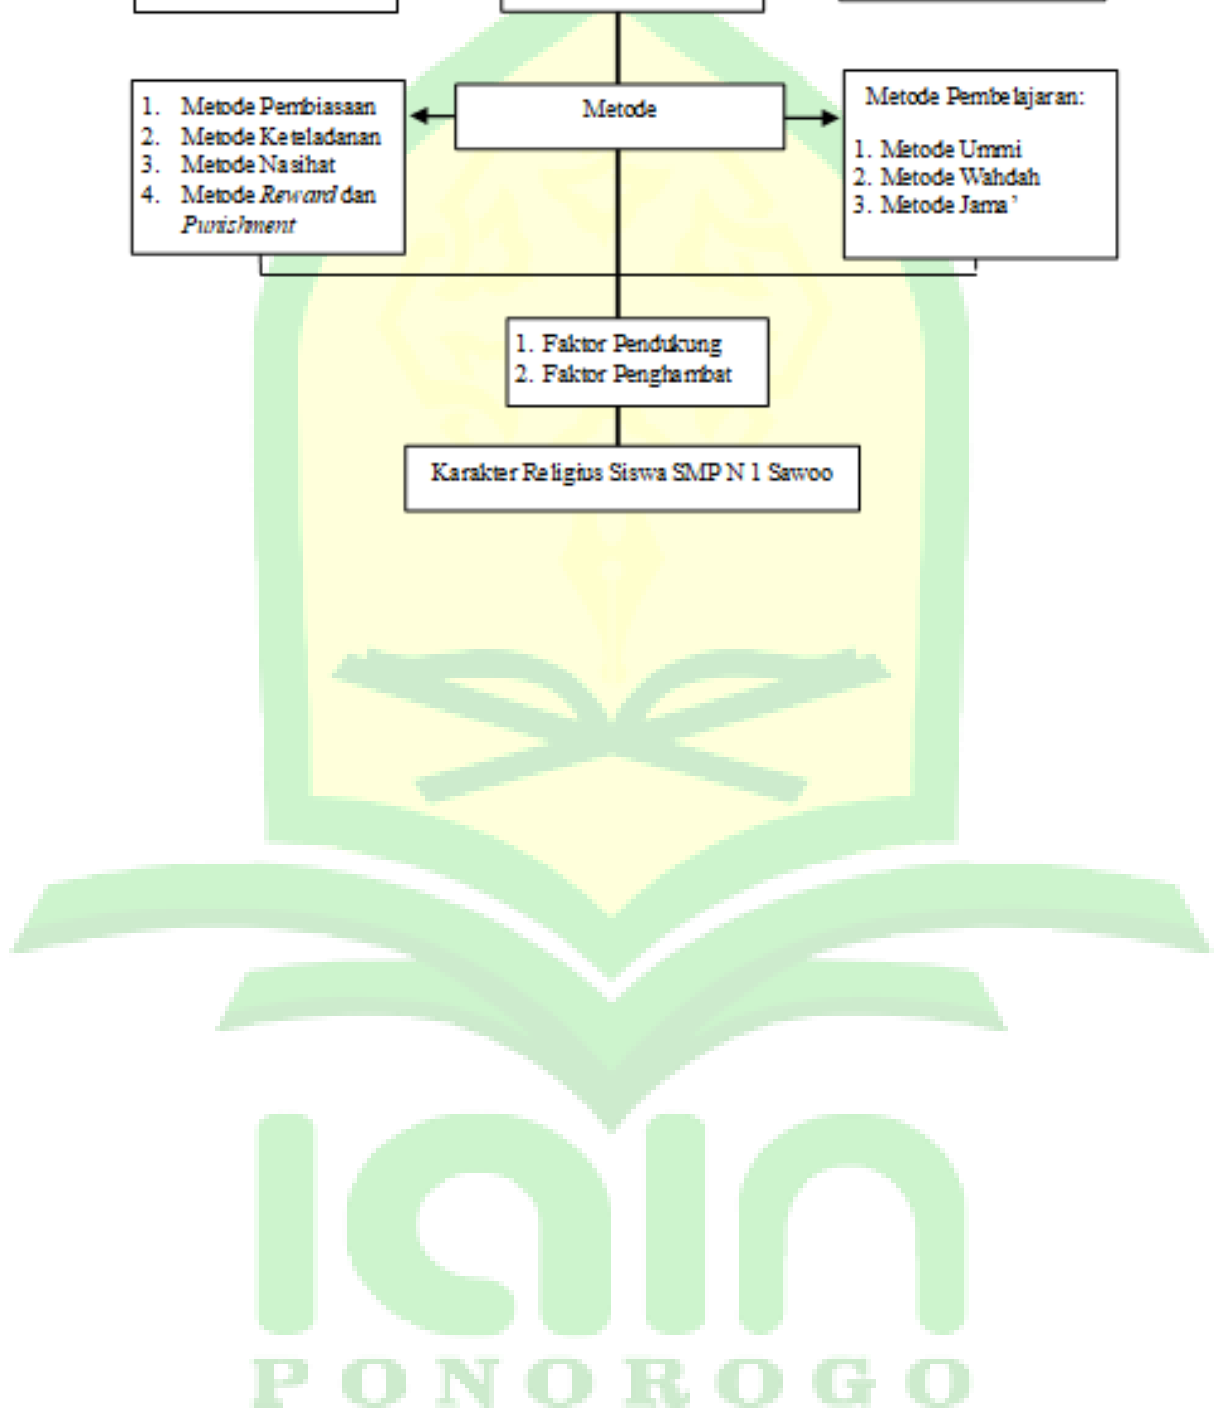 Metode
1. Metode Pembiasaan
2. Metode Keteladanan
3. Metode Nasihat
4. Metode Reward dan
Punishment
Metode Pembelajaran:
1. Metode Ummi
2. Metode Wahdah
3. Metode Jama’
1. Faktor Pendukung
2. Faktor Penghambat
Karakter Religius Siswa SMP N 1 Sawoo
iain
PONOROGO